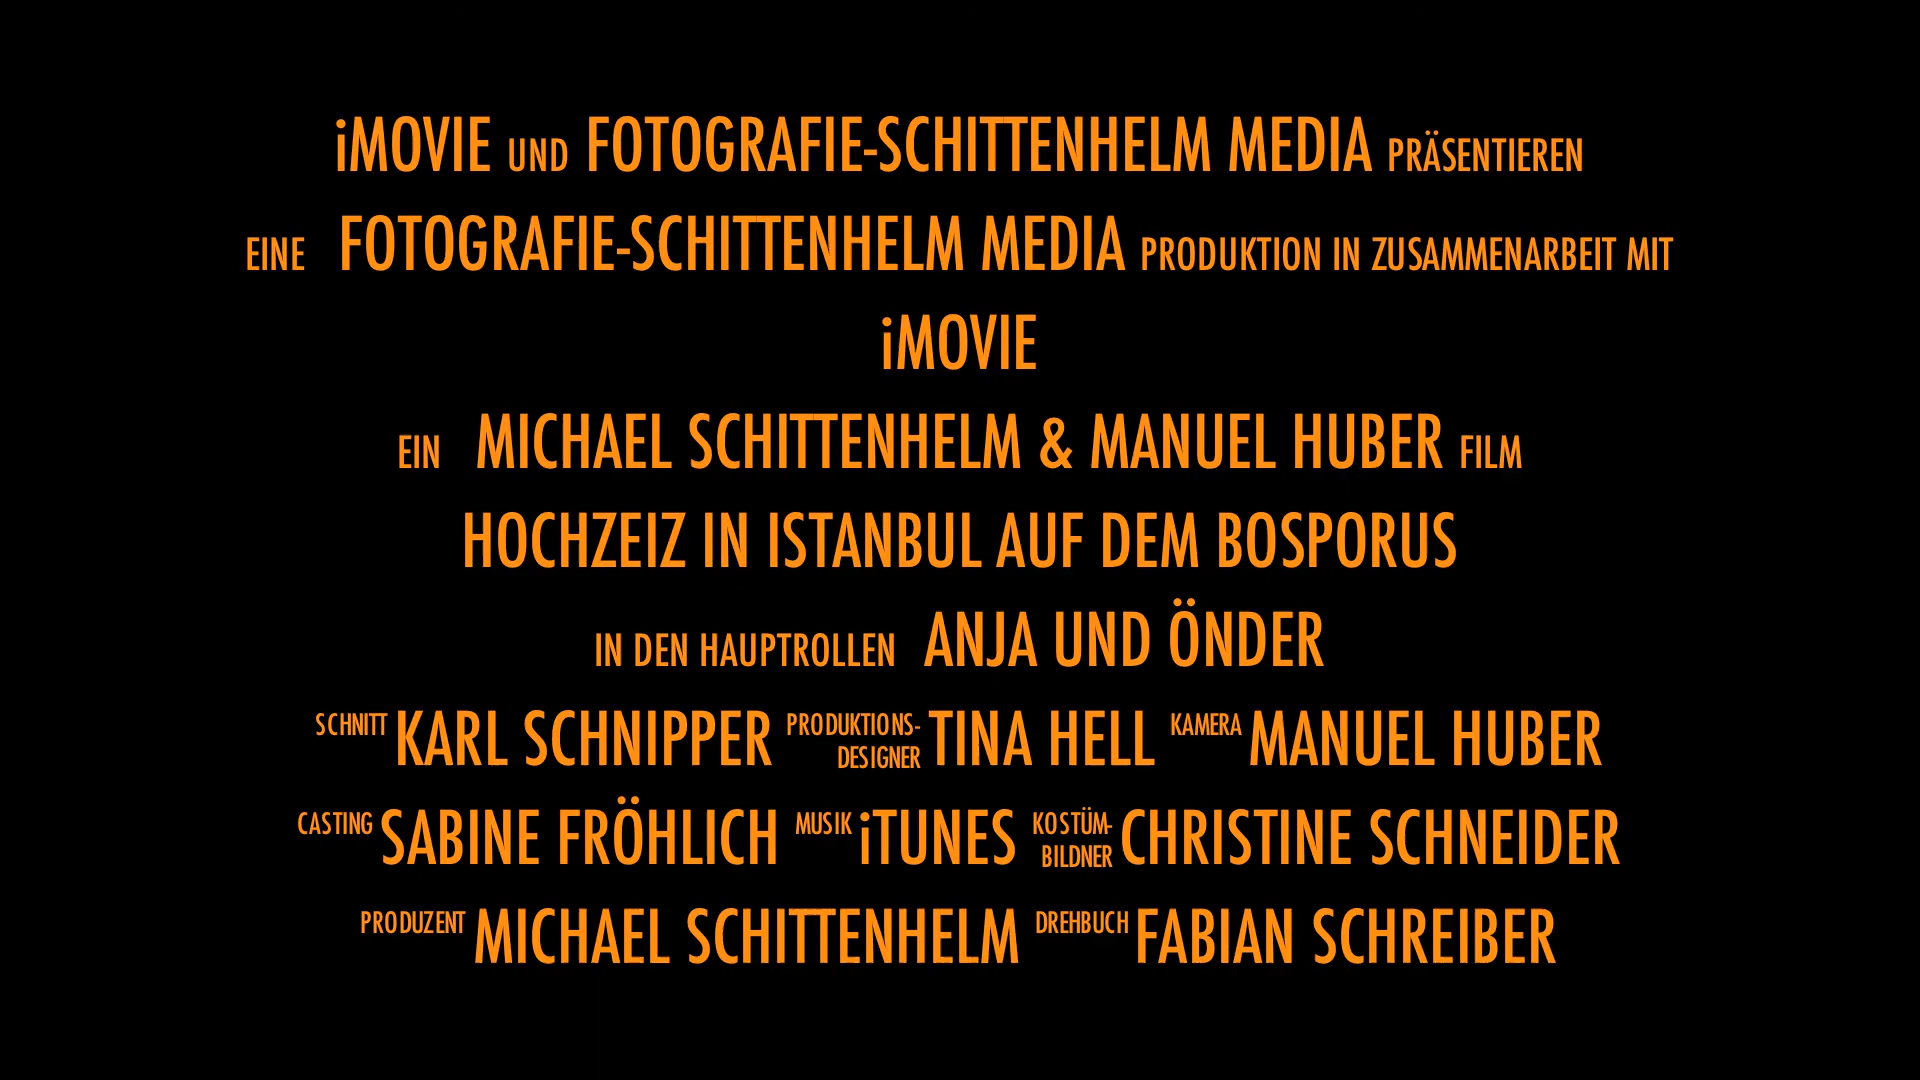 iMOVIE UND FOTOGRAFIE-SCHITTENHELM MEDIA PRÄSENTIEREN
EINE FOTOGRAFIE-SCHITTENHELM MEDIA PRODUKTION IN ZUSAMMENARBEIT MIT
iMOVIE
EIN MICHAEL SCHITTENHELM & MANUEL HUBER FILM
HOCHZEIZ IN ISTANBUL AUF DEM BOSPORUS
IN DEN HAUPTROLLEN ANJA UND ÖNDER
SCHNITT KARL SCHNIPPER PRODUKTIONS-DESIGNER TINA HELL KAMERA MANUEL HUBER
CASTING SABINE FRÖHLICH MUSIK iTUNES KOSTÜM-BILDNER CHRISTINE SCHNEIDER
PRODUZENT MICHAEL SCHITTENHELM DREHBUCH FABIAN SCHREIBER